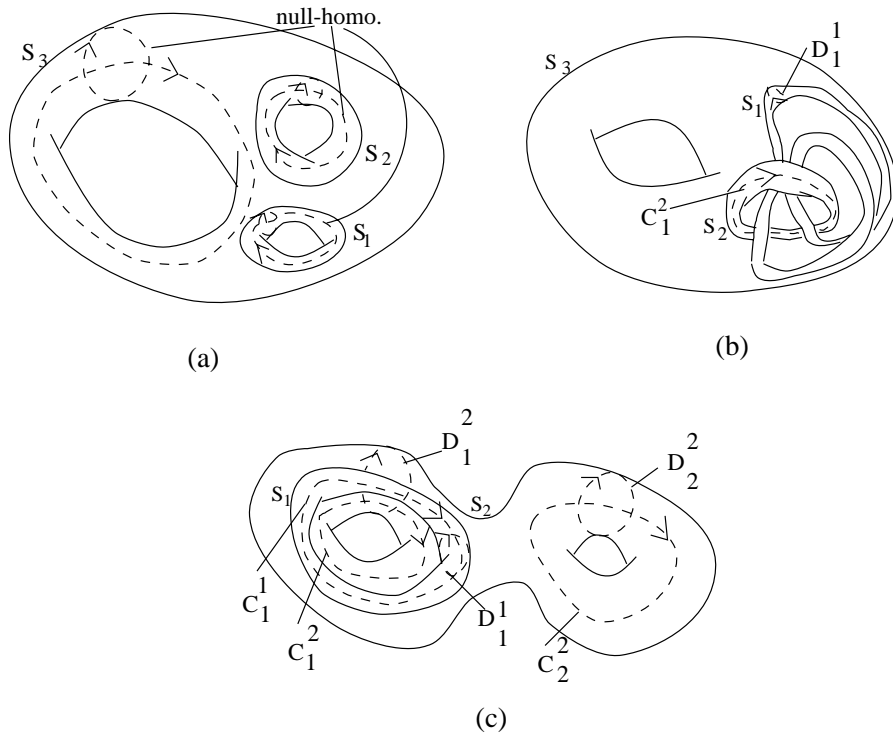 null-homo.
S3
S2
S1
(a)
S3
D1^1
S1
C1^2
S2
(b)
D1^2
D2^2
S1
S2
C1^1
C1^2
D1^1
C2^2
(c)